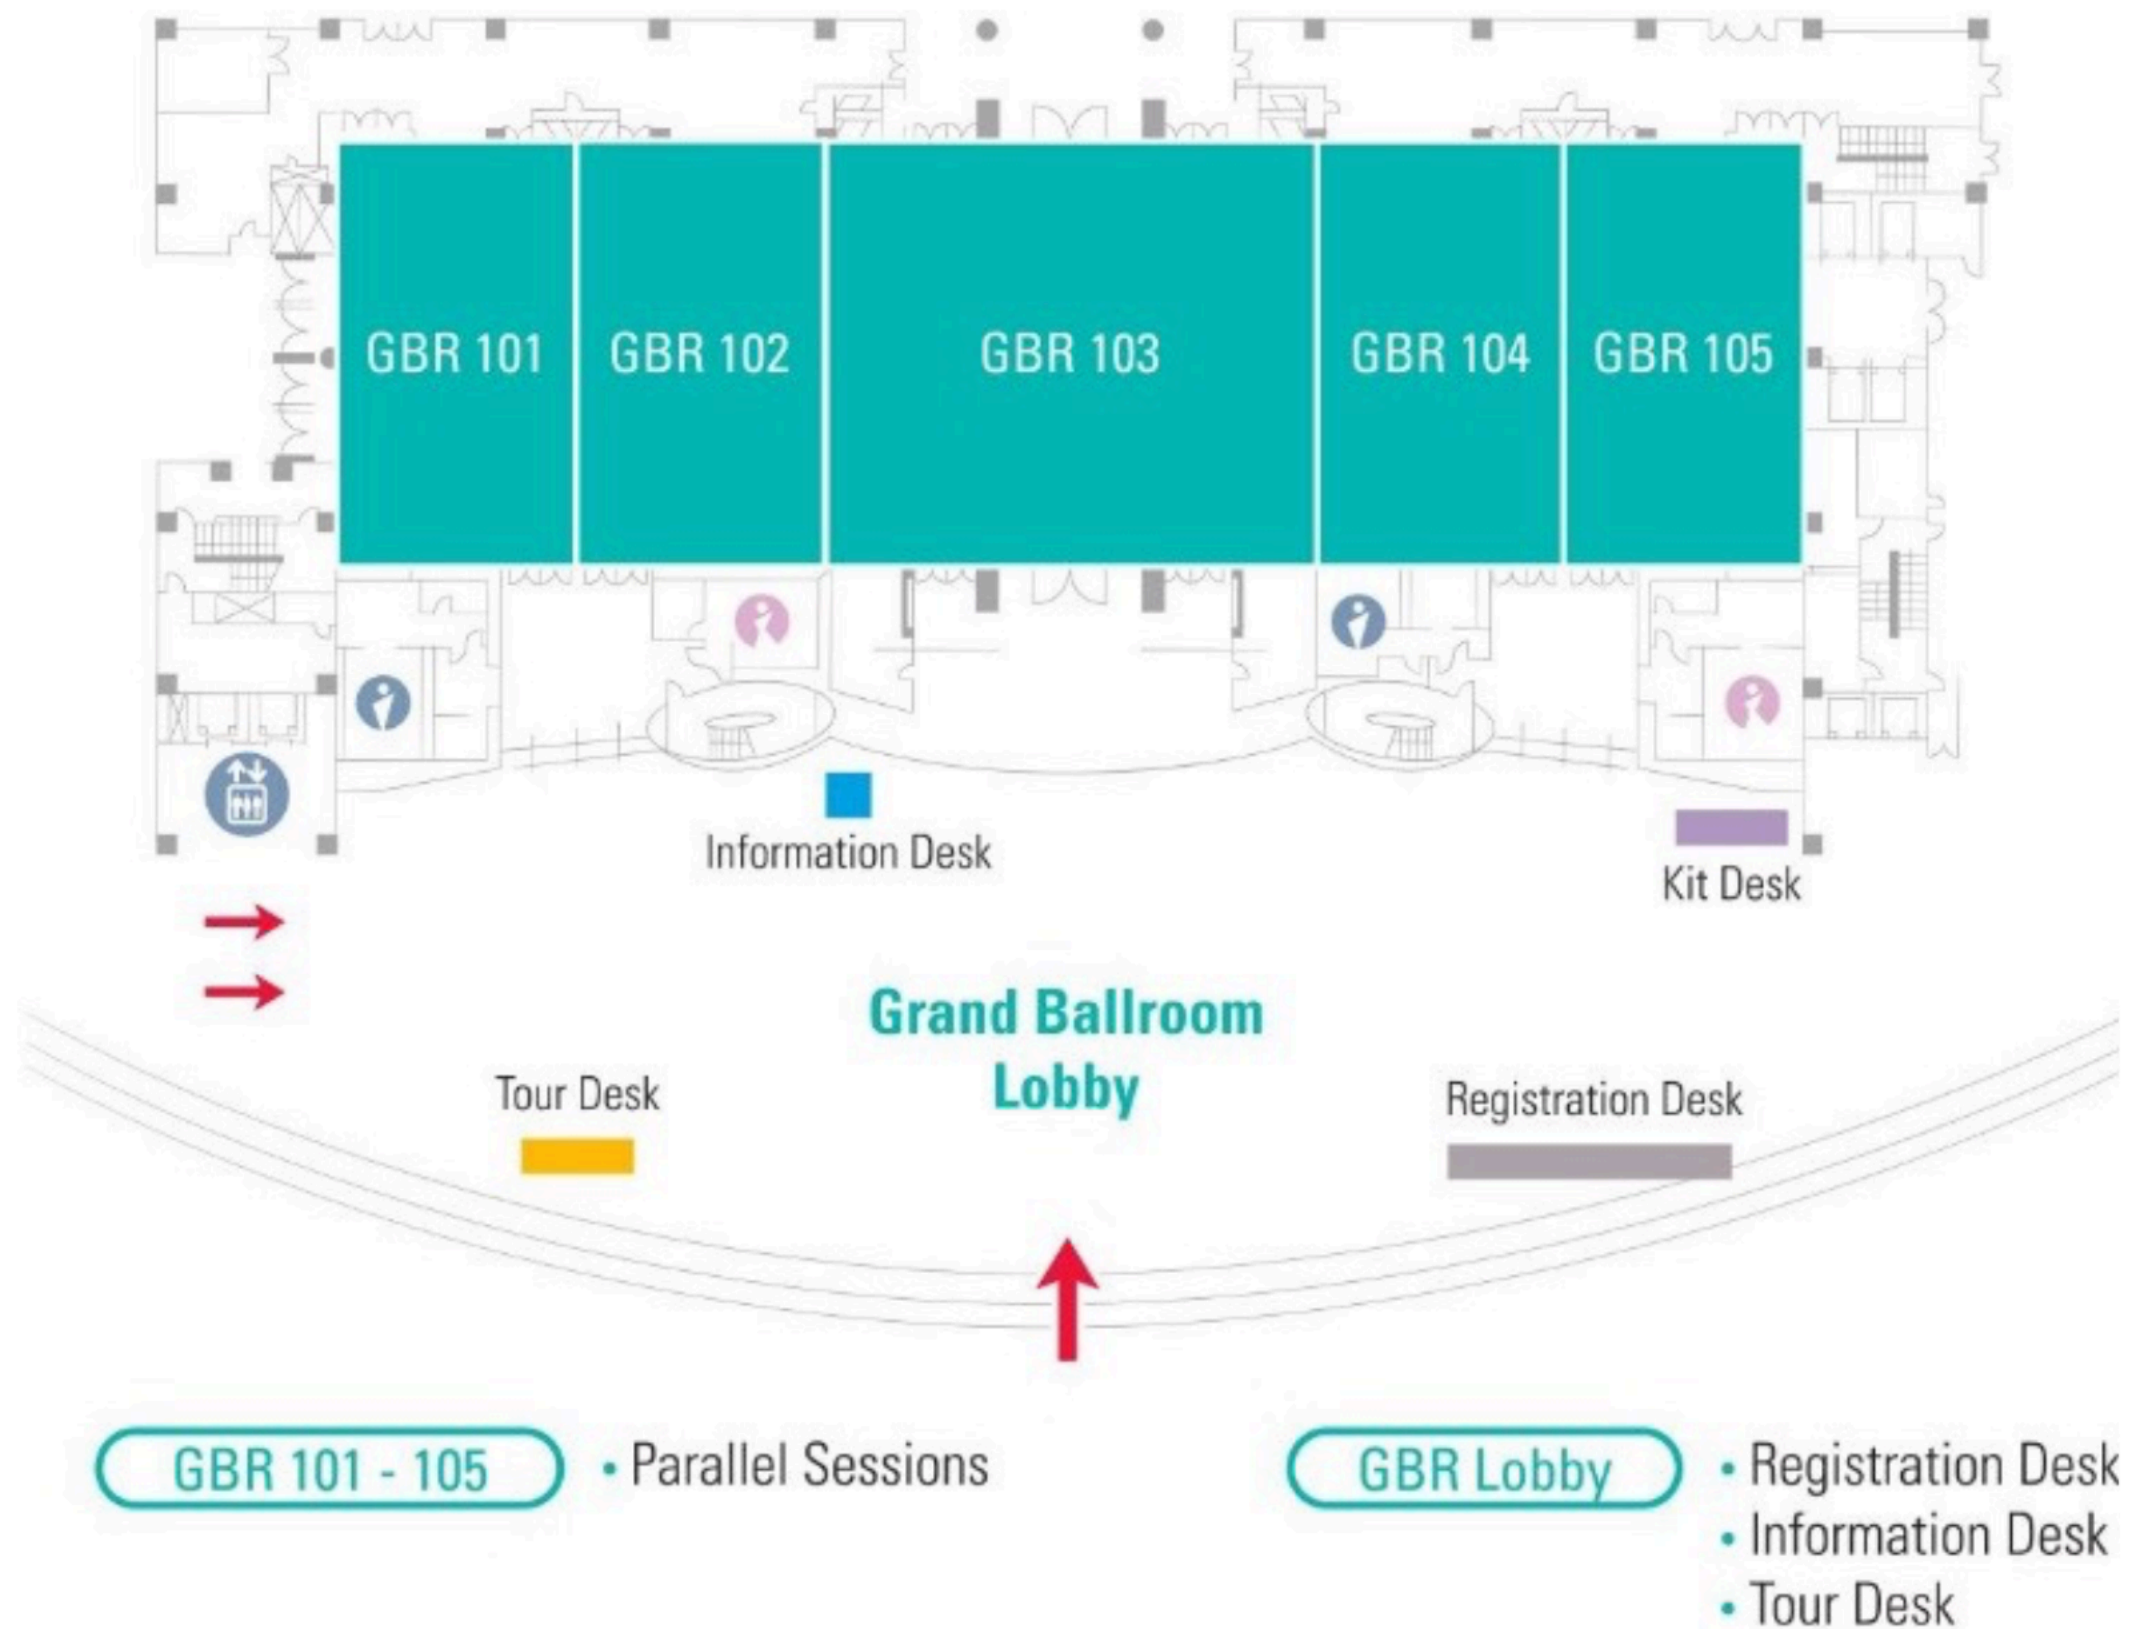 GBR 101
GBR 102
GBR 103
GBR 104
GBR 105
Information Desk
Kit Desk
Grand Ballroom
Lobby
Tour Desk
Registration Desk
GBR 101 - 105
• Parallel Sessions
GBR Lobby
• Registration Desk
• Information Desk
• Tour Desk